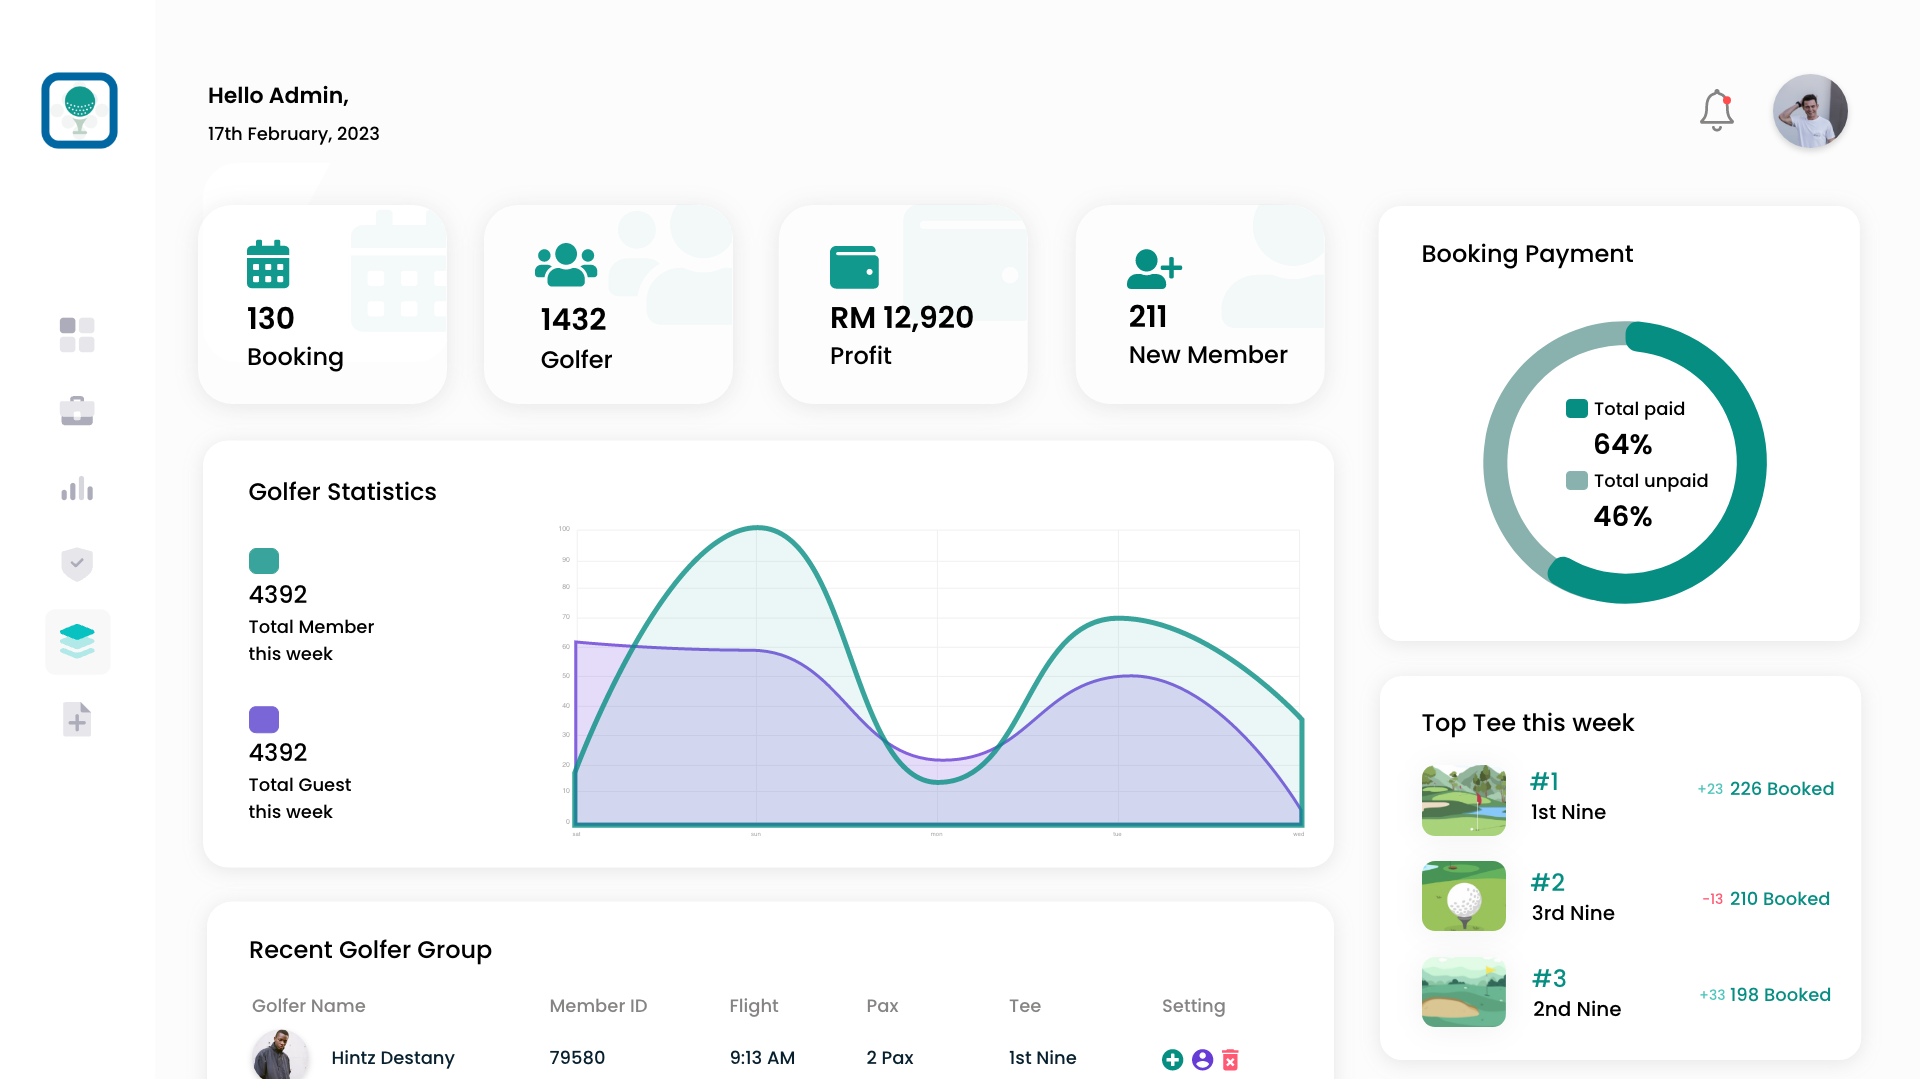 Hello Admin,
17th February, 2023
130
Booking
1432
Golfer
RM 12,920
Profit
211
New Member
Booking Payment
Total paid
64%
Total unpaid
46%
Golfer Statistics
4392
Total Member
this week
4392
Total Guest
this week
100
90
80
70
60
50
40
30
20
10
0
sun
mon
tue
wed
Top Tee this week
#1
1st Nine
+23 226 Booked
#2
3rd Nine
-13 210 Booked
#3
2nd Nine
+33 198 Booked
Recent Golfer Group
Golfer Name Member ID Flight Pax Tee Setting
Hintz Destany 79580 9:13 AM 2 Pax 1st Nine